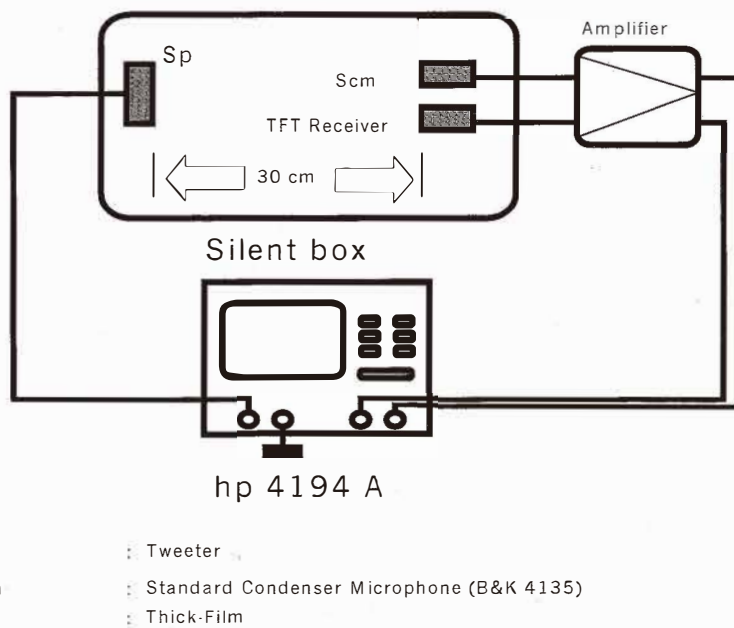 Amplifier
Sp
Scm
TFT Receiver
30 cm
Silent box
hp 4194 A
: Tweeter
: Standard Condenser Microphone (B&K 4135)
: Thick-Film